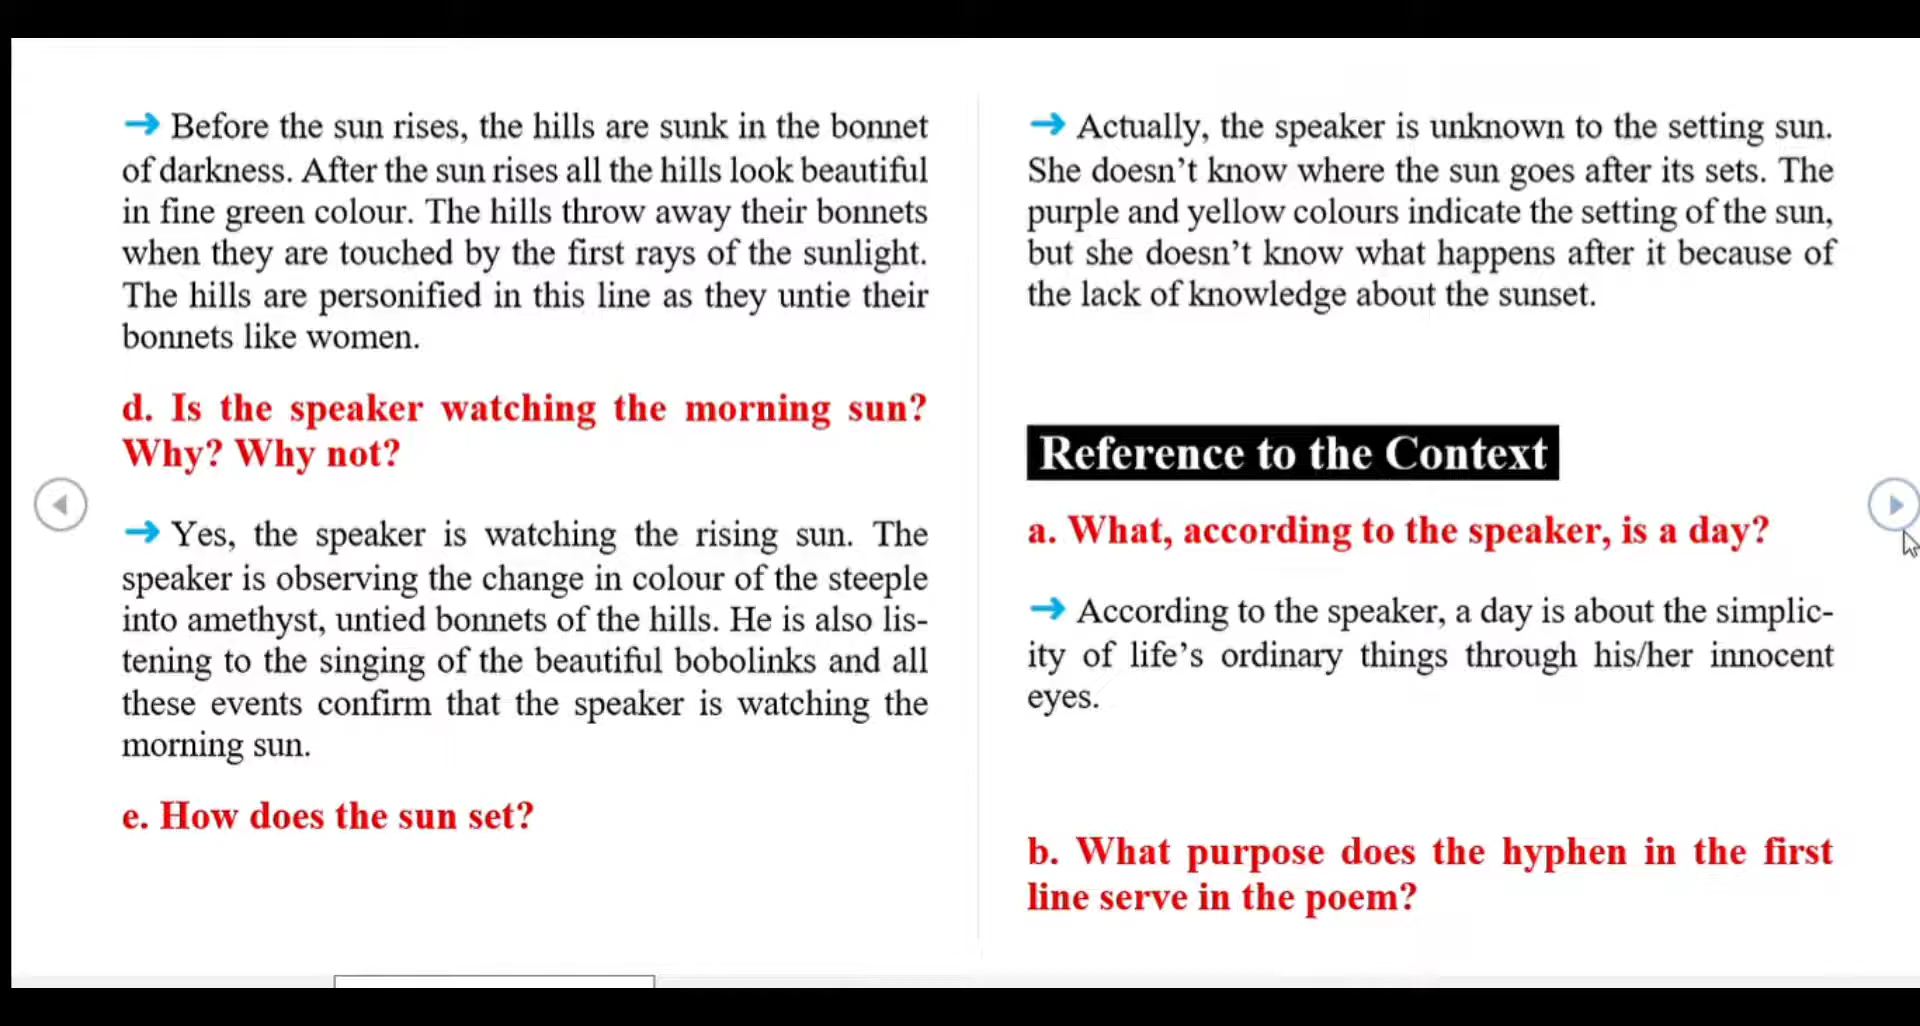 → Before the sun rises, the hills are sunk in the bonnet
of darkness. After the sun rises all the hills look beautiful
in fine green colour. The hills throw away their bonnets
when they are touched by the first rays of the sunlight.
The hills are personified in this line as they untie their
bonnets like women.
d. Is the speaker watching the morning sun?
Why? Why not?
→ Yes, the speaker is watching the rising sun. The
speaker is observing the change in colour of the steeple
into amethyst, untied bonnets of the hills. He is also lis-
tening to the singing of the beautiful bobolinks and all
these events confirm that the speaker is watching the
morning sun.
e. How does the sun set?
→ Actually, the speaker is unknown to the setting sun.
She doesn’t know where the sun goes after its sets. The
purple and yellow colours indicate the setting of the sun,
but she doesn’t know what happens after it because of
the lack of knowledge about the sunset.
Reference to the Context
a. What, according to the speaker, is a day?
→ According to the speaker, a day is about the simplic-
ity of life’s ordinary things through his/her innocent
eyes.
b. What purpose does the hyphen in the first
line serve in the poem?